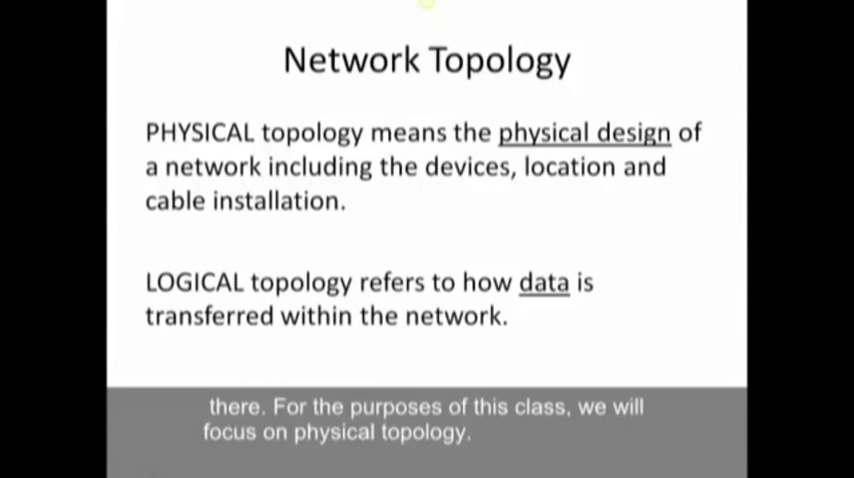 Network Topology
PHYSICAL topology means the physical design of
a network including the devices, location and
cable installation.
LOGICAL topology refers to how data is
transferred within the network.
there. For the purposes of this class, we will
focus on physical topology.